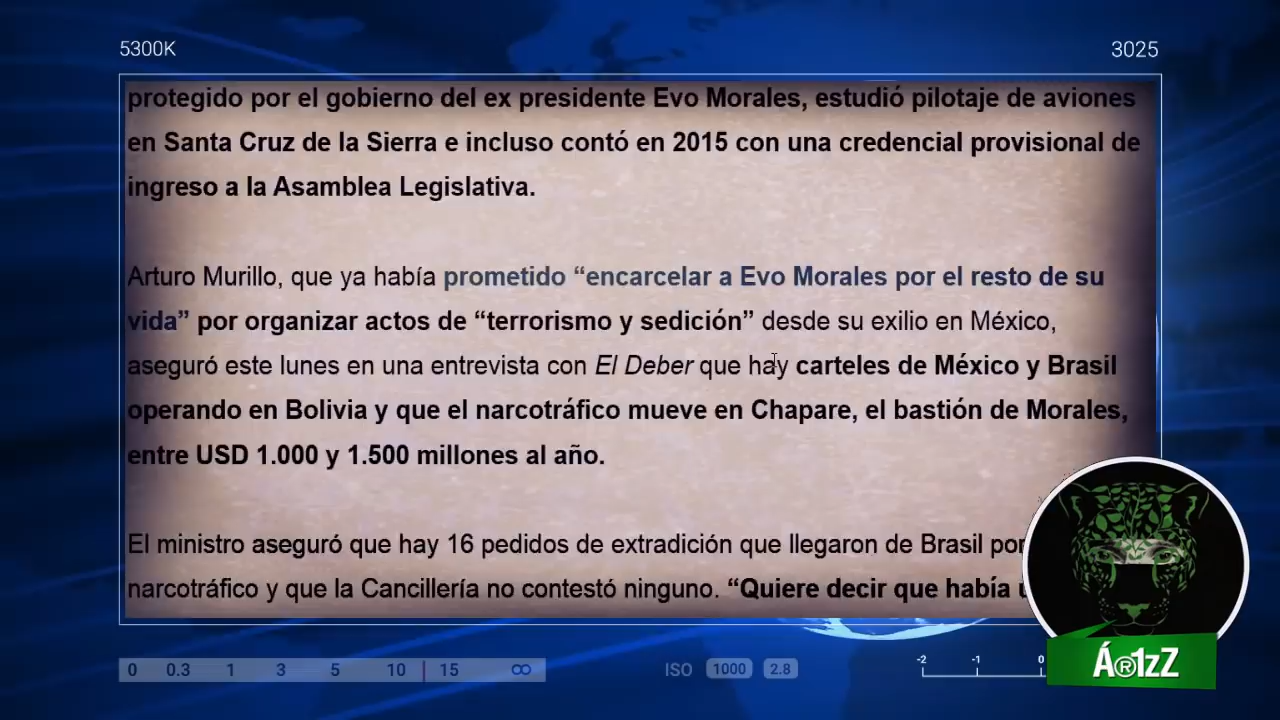 5300K
3025
protegido por el gobierno del ex presidente Evo Morales, estudió pilotaje de aviones
en Santa Cruz de la Sierra e incluso contó en 2015 con una credencial provisional de
ingreso a la Asamblea Legislativa.
Arturo Murillo, que ya había prometido “encarcelar a Evo Morales por el resto de su
vida” por organizar actos de “terrorismo y sedición” desde su exilio en México,
aseguró este lunes en una entrevista con El Deber que hay carteles de México y Brasil
operando en Bolivia y que el narcotráfico mueve en Chapare, el bastión de Morales,
entre USD 1.000 y 1.500 millones al año.
El ministro aseguró que hay 16 pedidos de extradición que llegaron de Brasil por
narcotráfico y que la Cancillería no contestó ninguno. “Quiere decir que había
0 0.3 1 3 5 10 15 ∞
ISO 1000 2.8
-2 -1 0
Á®1zZ